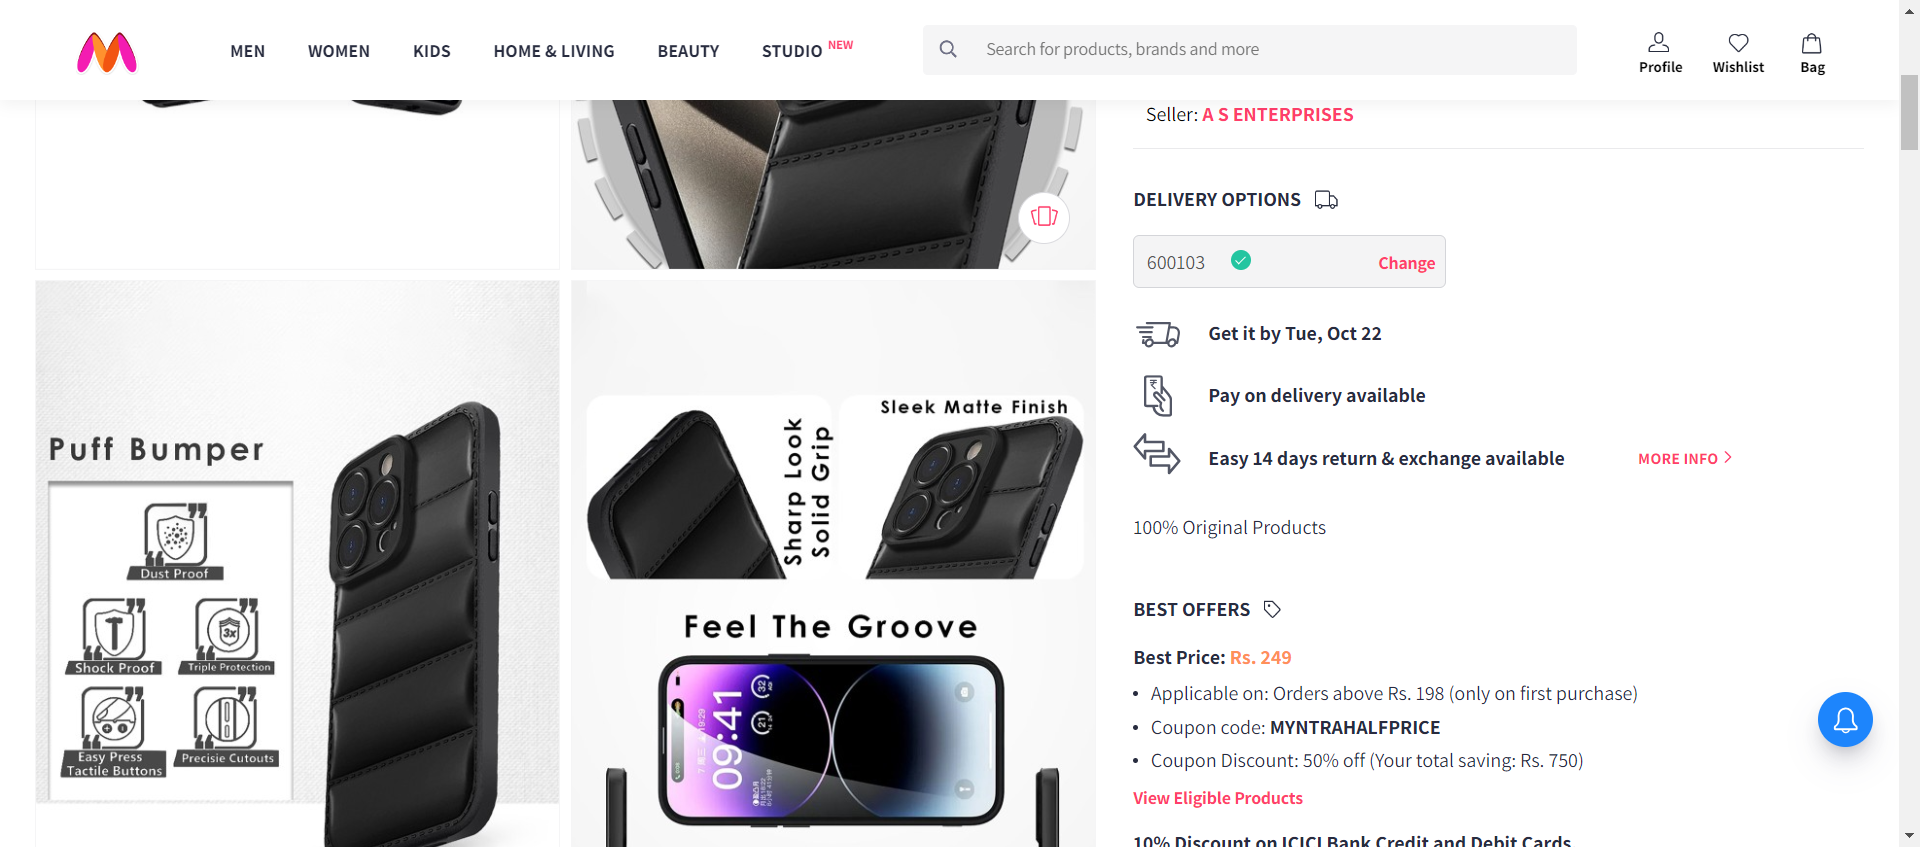 MEN
WOMEN
KIDS
HOME & LIVING
BEAUTY
STUDIO NEW
Search for products, brands and more
Profile
Wishlist
Bag
Seller: A S ENTERPRISES
DELIVERY OPTIONS
600103
Change
Get it by Tue, Oct 22
Pay on delivery available
Easy 14 days return & exchange available
MORE INFO
100% Original Products
BEST OFFERS
Best Price: Rs. 249
• Applicable on: Orders above Rs. 198 (only on first purchase)
• Coupon code: MYNTRAHALFPRICE
• Coupon Discount: 50% off (Your total saving: Rs. 750)
View Eligible Products
10% Discount on ICICI Bank Credit and Debit Cards
Puff Bumper
Dust Proof
Shock Proof
3x
Triple Protection
Easy Press
Tactile Buttons
Precisie Cutouts
Sharp Look
Solid Grip
Sleek Matte Finish
Feel The Groove
09:41
32
21